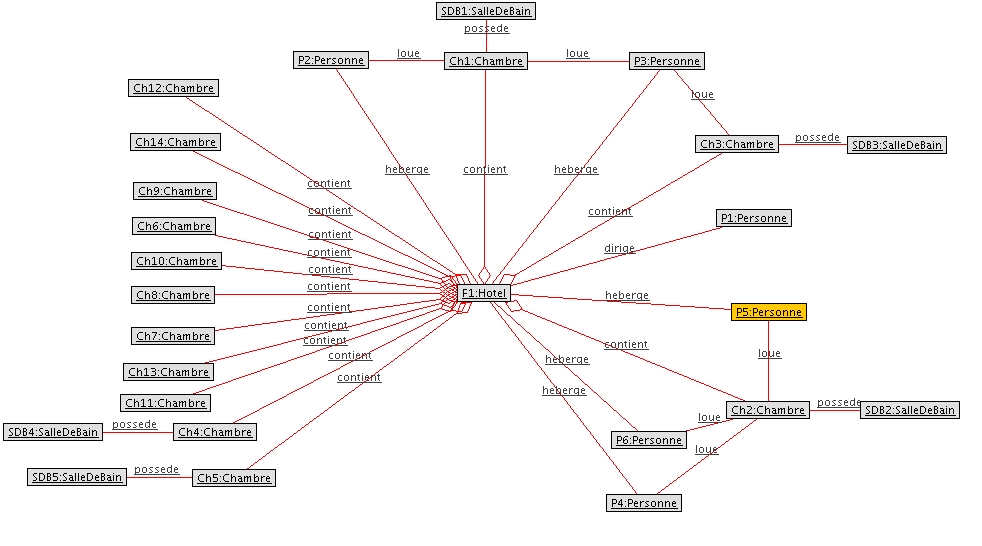 SDB1:SalleDeBain
possede
P2:Personne
loue
Ch1:Chambre
loue
P3:Personne
Ch12:Chambre
loue
Ch14:Chambre
Ch3:Chambre
possede
SDB3:SalleDeBain
heberge
contient
heberge
contient
Ch9:Chambre
contient
contient
P1:Personne
Ch6:Chambre
contient
dirige
contient
Ch10:Chambre
contient
Ch8:Chambre
contient
F1:Hotel
heberge
contient
P5:Personne
Ch7:Chambre
contient
contient
contient
heberge
contient
loue
Ch13:Chambre
contient
heberge
Ch11:Chambre
possede
Ch2:Chambre
SDB2:SalleDeBain
loue
SDB4:SalleDeBain
possede
Ch4:Chambre
P6:Personne
loue
SDB5:SalleDeBain
possede
Ch5:Chambre
P4:Personne